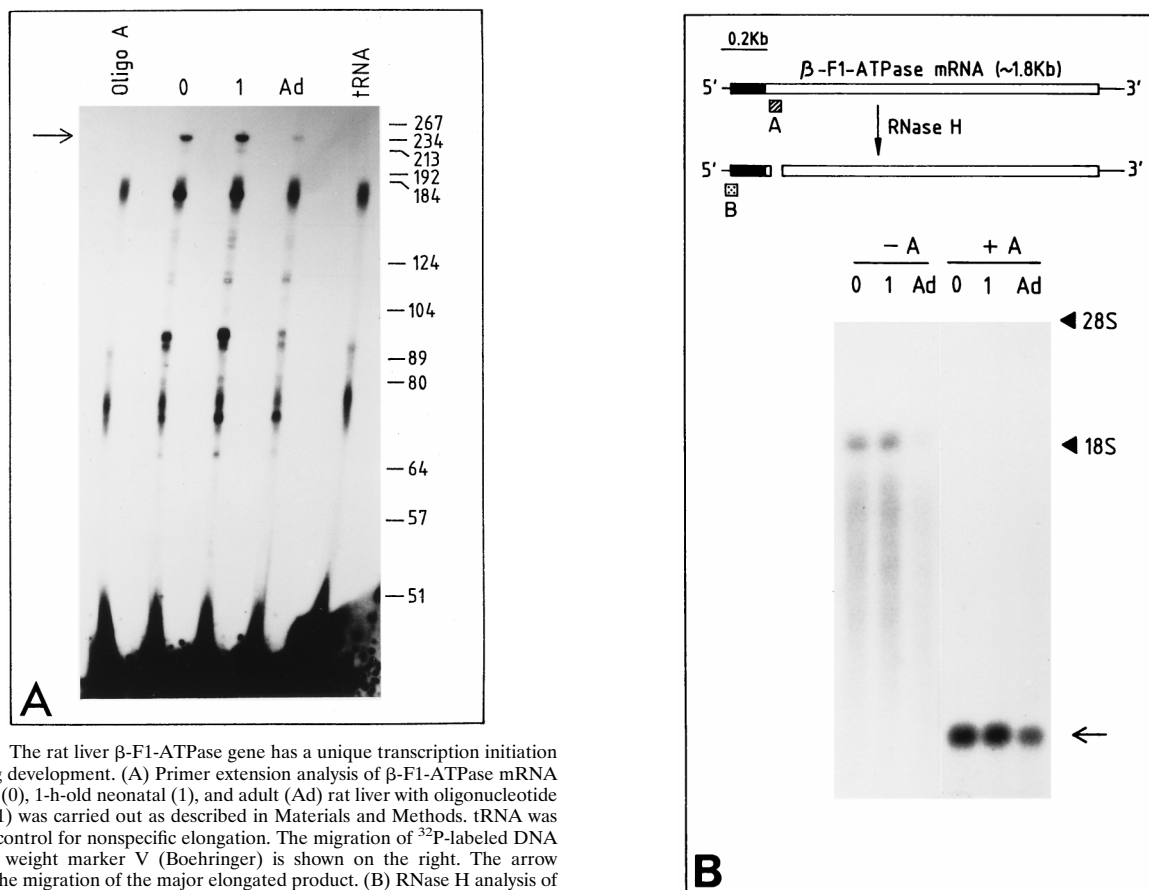 Oligo A
0
1
Ad
tRNA
267
234
213
192
184
124
104
89
80
64
57
51
A
The rat liver β-F1-ATPase gene has a unique transcription initiation
g development. (A) Primer extension analysis of β-F1-ATPase mRNA
(0), 1-h-old neonatal (1), and adult (Ad) rat liver with oligonucleotide
1) was carried out as described in Materials and Methods. tRNA was
control for nonspecific elongation. The migration of ³²P-labeled DNA
weight marker V (Boehringer) is shown on the right. The arrow
he migration of the major elongated product. (B) RNase H analysis of
0.2Kb
β-F1-ATPase mRNA (~1.8Kb)
5' 3'
A
RNase H
5' 3'
B
- A + A
0 1 Ad 0 1 Ad
28S
18S
B